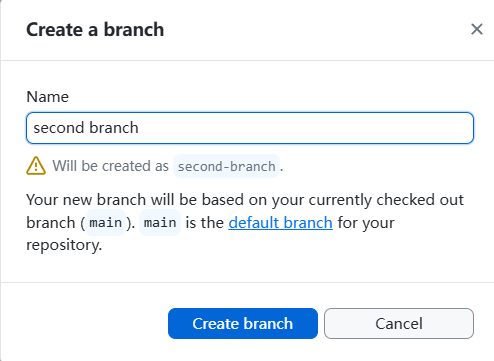 Create a branch
Name
second branch
Will be created as second-branch.
Your new branch will be based on your currently checked out
branch (main). main is the default branch for your
repository.
Create branch
Cancel